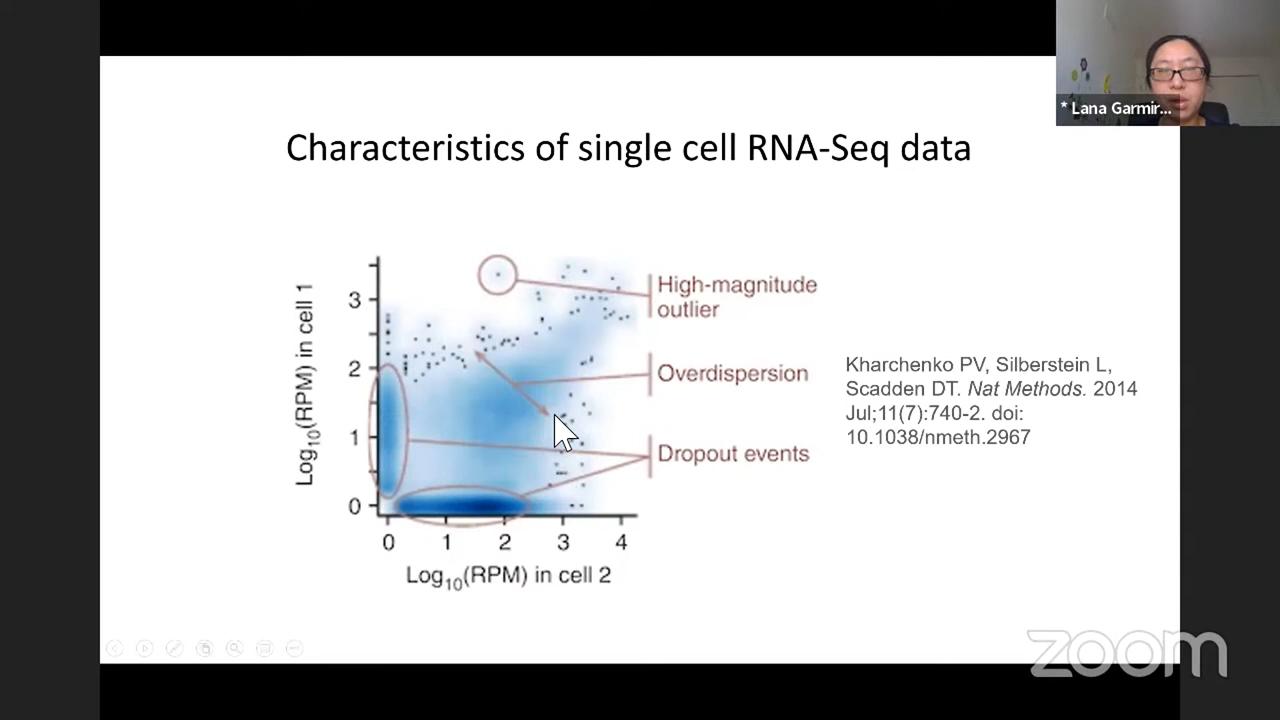 * Lana Garmir...
Characteristics of single cell RNA-Seq data
Log10(RPM) in cell 1
3
2
1
0
0 1 2 3 4
Log10(RPM) in cell 2
High-magnitude
outlier
Overdispersion
Dropout events
Kharchenko PV, Silberstein L,
Scadden DT. Nat Methods. 2014
Jul;11(7):740-2. doi:
10.1038/nmeth.2967
zoom